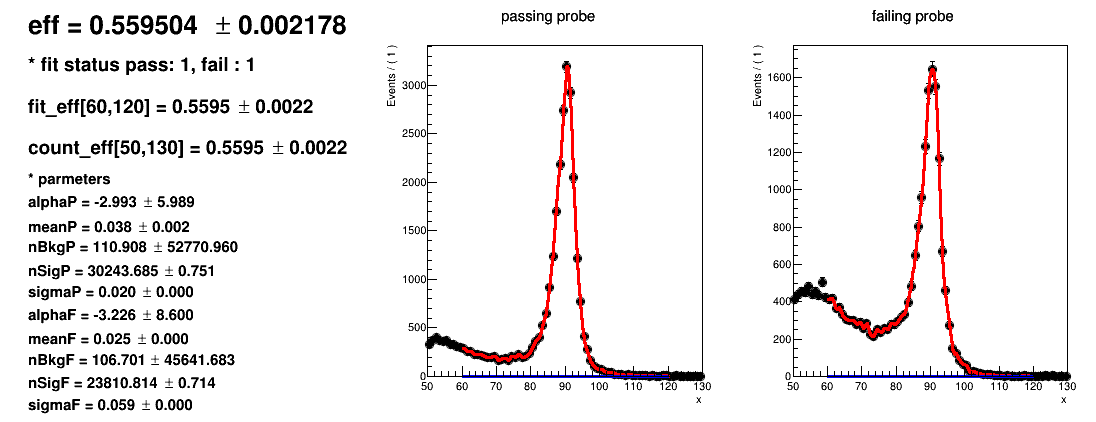 eff = 0.559504 ± 0.002178
* fit status pass: 1, fail : 1
fit_eff[60,120] = 0.5595 ± 0.0022
count_eff[50,130] = 0.5595 ± 0.0022
* parmeters
alphaP = -2.993 ± 5.989
meanP = 0.038 ± 0.002
nBkgP = 110.908 ± 52770.960
nSigP = 30243.685 ± 0.751
sigmaP = 0.020 ± 0.000
alphaF = -3.226 ± 8.600
meanF = 0.025 ± 0.000
nBkgF = 106.701 ± 45641.683
nSigF = 23810.814 ± 0.714
sigmaF = 0.059 ± 0.000
passing probe
Events / ( 1 )
3000
2500
2000
1500
1000
500
0
50 60 70 80 90 100 110 120 130
x
failing probe
Events / ( 1 )
1600
1400
1200
1000
800
600
400
200
0
50 60 70 80 90 100 110 120 130
x